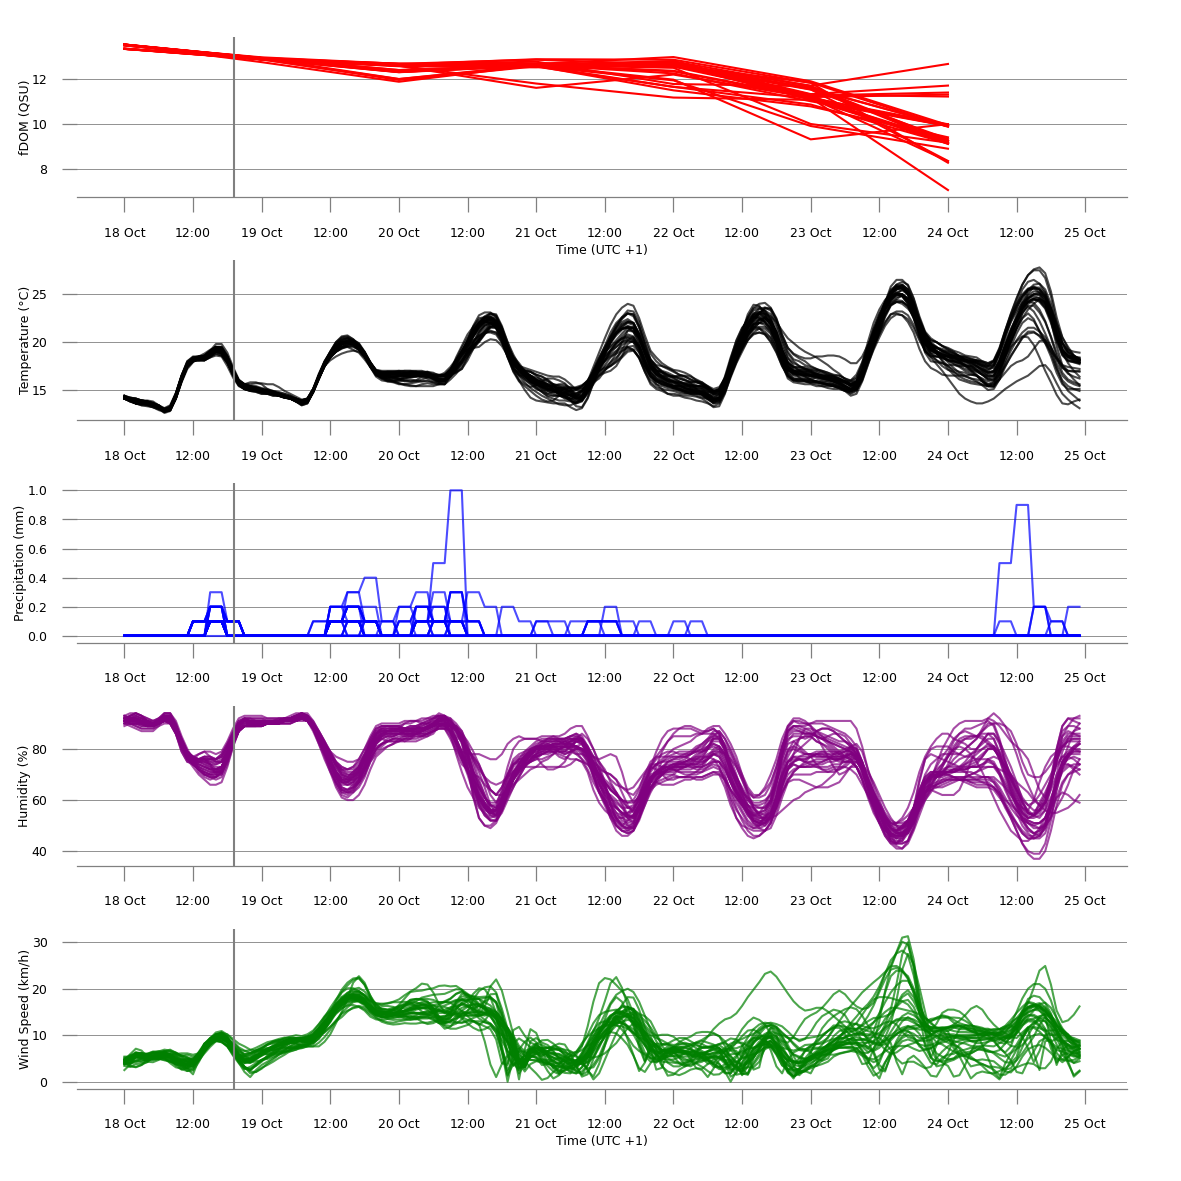 fDOM (QSU)
12
10
8
18 Oct 12:00 19 Oct 12:00 20 Oct 12:00 21 Oct 12:00 22 Oct 12:00 23 Oct 12:00 24 Oct 12:00 25 Oct
Time (UTC +1)
Temperature (°C)
25
20
15
18 Oct 12:00 19 Oct 12:00 20 Oct 12:00 21 Oct 12:00 22 Oct 12:00 23 Oct 12:00 24 Oct 12:00 25 Oct
Precipitation (mm)
1.0
0.8
0.6
0.4
0.2
0.0
18 Oct 12:00 19 Oct 12:00 20 Oct 12:00 21 Oct 12:00 22 Oct 12:00 23 Oct 12:00 24 Oct 12:00 25 Oct
Humidity (%)
80
60
40
18 Oct 12:00 19 Oct 12:00 20 Oct 12:00 21 Oct 12:00 22 Oct 12:00 23 Oct 12:00 24 Oct 12:00 25 Oct
Wind Speed (km/h)
30
20
10
0
18 Oct 12:00 19 Oct 12:00 20 Oct 12:00 21 Oct 12:00 22 Oct 12:00 23 Oct 12:00 24 Oct 12:00 25 Oct
Time (UTC +1)